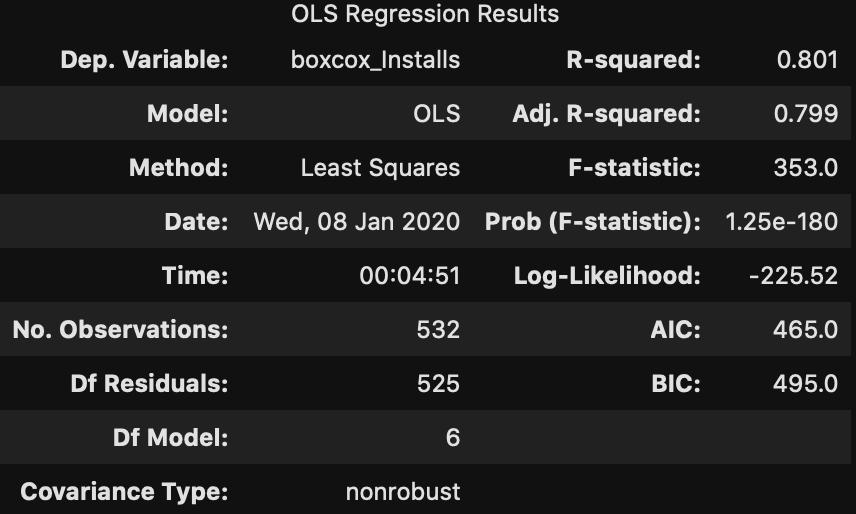 OLS Regression Results
Dep. Variable: boxcox_Installs R-squared: 0.801
Model: OLS Adj. R-squared: 0.799
Method: Least Squares F-statistic: 353.0
Date: Wed, 08 Jan 2020 Prob (F-statistic): 1.25e-180
Time: 00:04:51 Log-Likelihood: -225.52
No. Observations: 532 AIC: 465.0
Df Residuals: 525 BIC: 495.0
Df Model: 6
Covariance Type: nonrobust